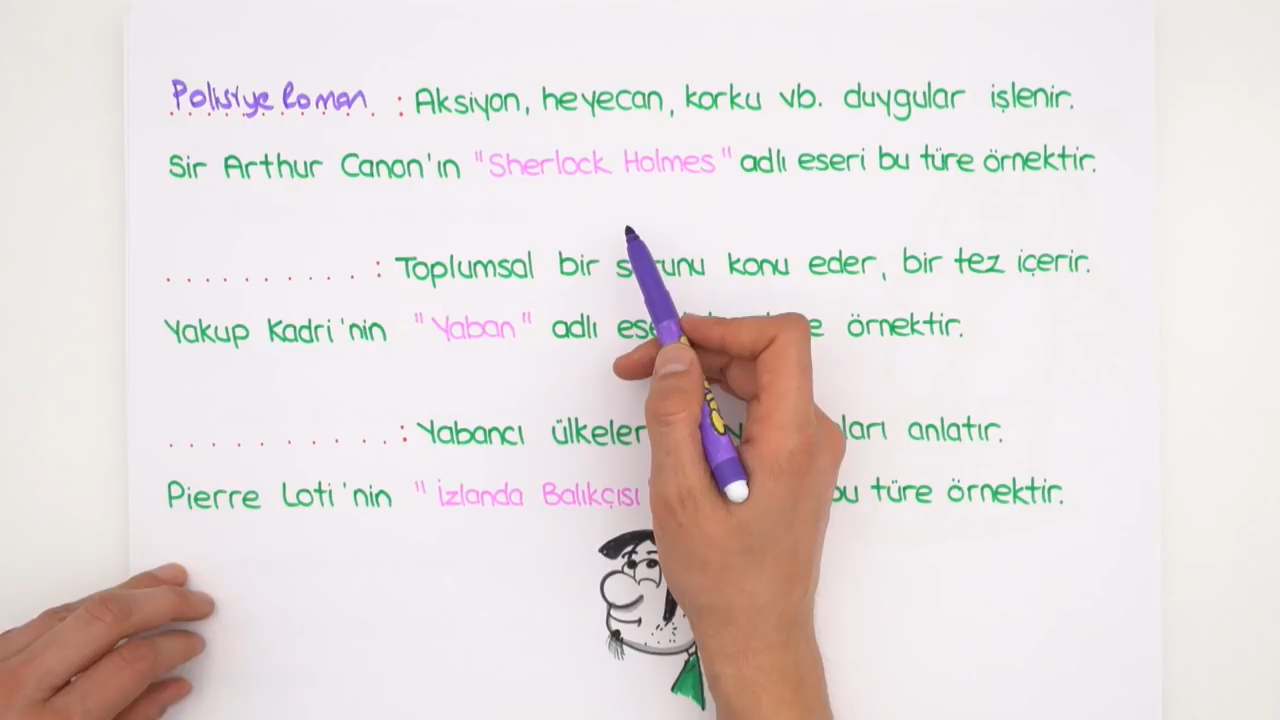 Polisiye Roman : Aksiyon, heyecan, korku vb. duygular işlenir.
Sir Arthur Canon'ın "Sherlock Holmes" adlı eseri bu türe örnektir.
.......... : Toplumsal bir sorunu konu eder, bir tez içerir.
Yakup Kadri'nin "Yaban" adlı örnektir.
........... : Yabancı ülkeler anlatır.
Pierre Loti'nin "İzlanda Balıkçısı bu türe örnektir.